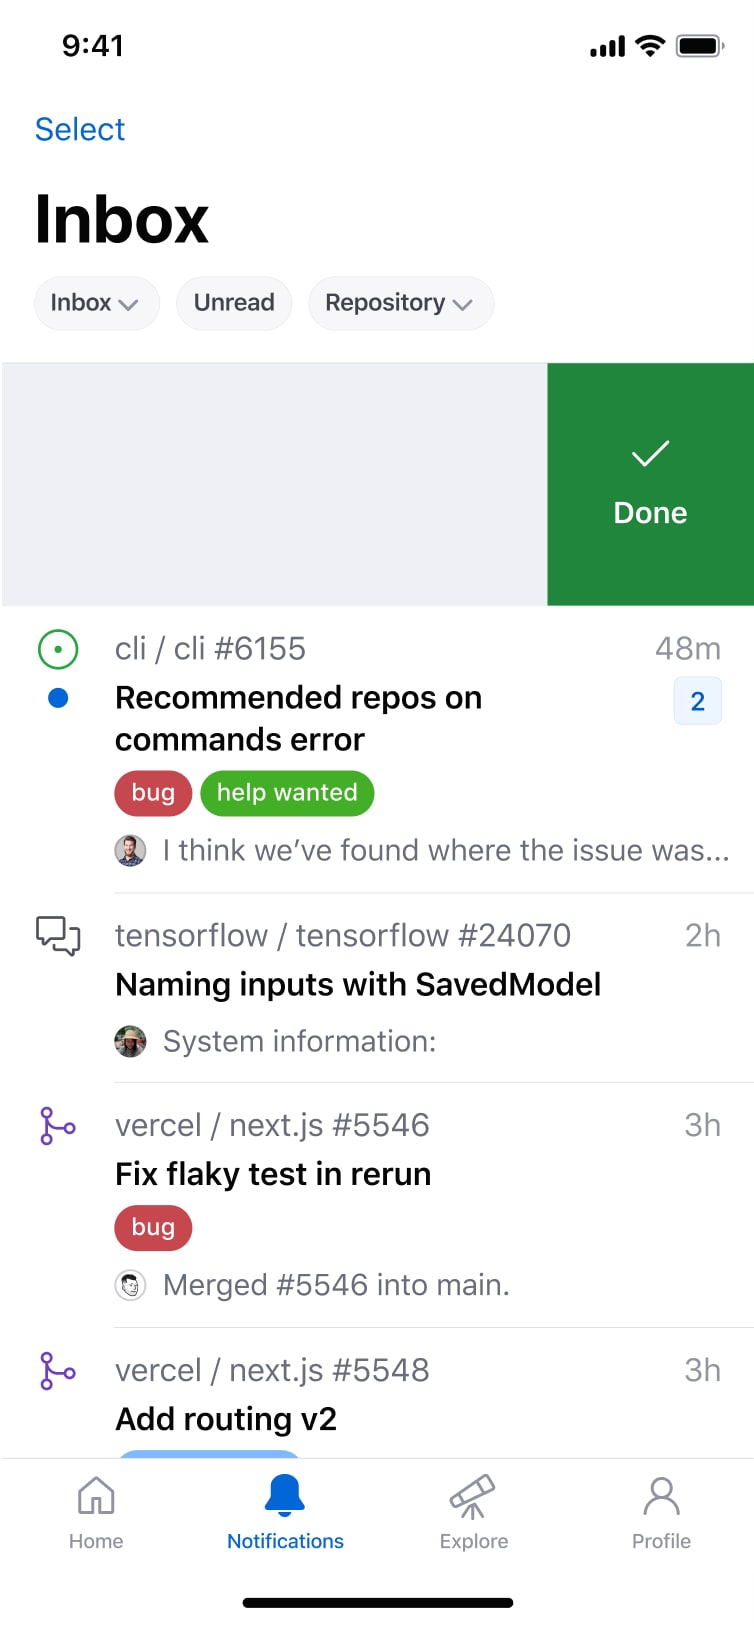 9:41
Select
Inbox
Inbox
Unread
Repository
Done
cli / cli #6155
48m
Recommended repos on
2
commands error
bug
help wanted
I think we’ve found where the issue was...
tensorflow / tensorflow #24070
2h
Naming inputs with SavedModel
System information:
vercel / next.js #5546
3h
Fix flaky test in rerun
bug
Merged #5546 into main.
vercel / next.js #5548
3h
Add routing v2
Home
Notifications
Explore
Profile